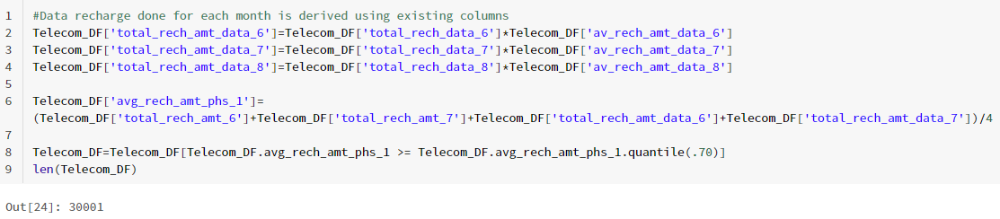 1 #Data recharge done for each month is derived using existing columns
2 Telecom_DF['total_rech_amt_data_6']=Telecom_DF['total_rech_data_6']*Telecom_DF['av_rech_amt_data_6']
3 Telecom_DF['total_rech_amt_data_7']=Telecom_DF['total_rech_data_7']*Telecom_DF['av_rech_amt_data_7']
4 Telecom_DF['total_rech_amt_data_8']=Telecom_DF['total_rech_data_8']*Telecom_DF['av_rech_amt_data_8']
5
6 Telecom_DF['avg_rech_amt_phs_1']=
(Telecom_DF['total_rech_amt_6']+Telecom_DF['total_rech_amt_7']+Telecom_DF['total_rech_amt_data_6']+Telecom_DF['total_rech_amt_data_7'])/4
7
8 Telecom_DF=Telecom_DF[Telecom_DF.avg_rech_amt_phs_1 >= Telecom_DF.avg_rech_amt_phs_1.quantile(.70)]
9 len(Telecom_DF)
Out[24]: 30001